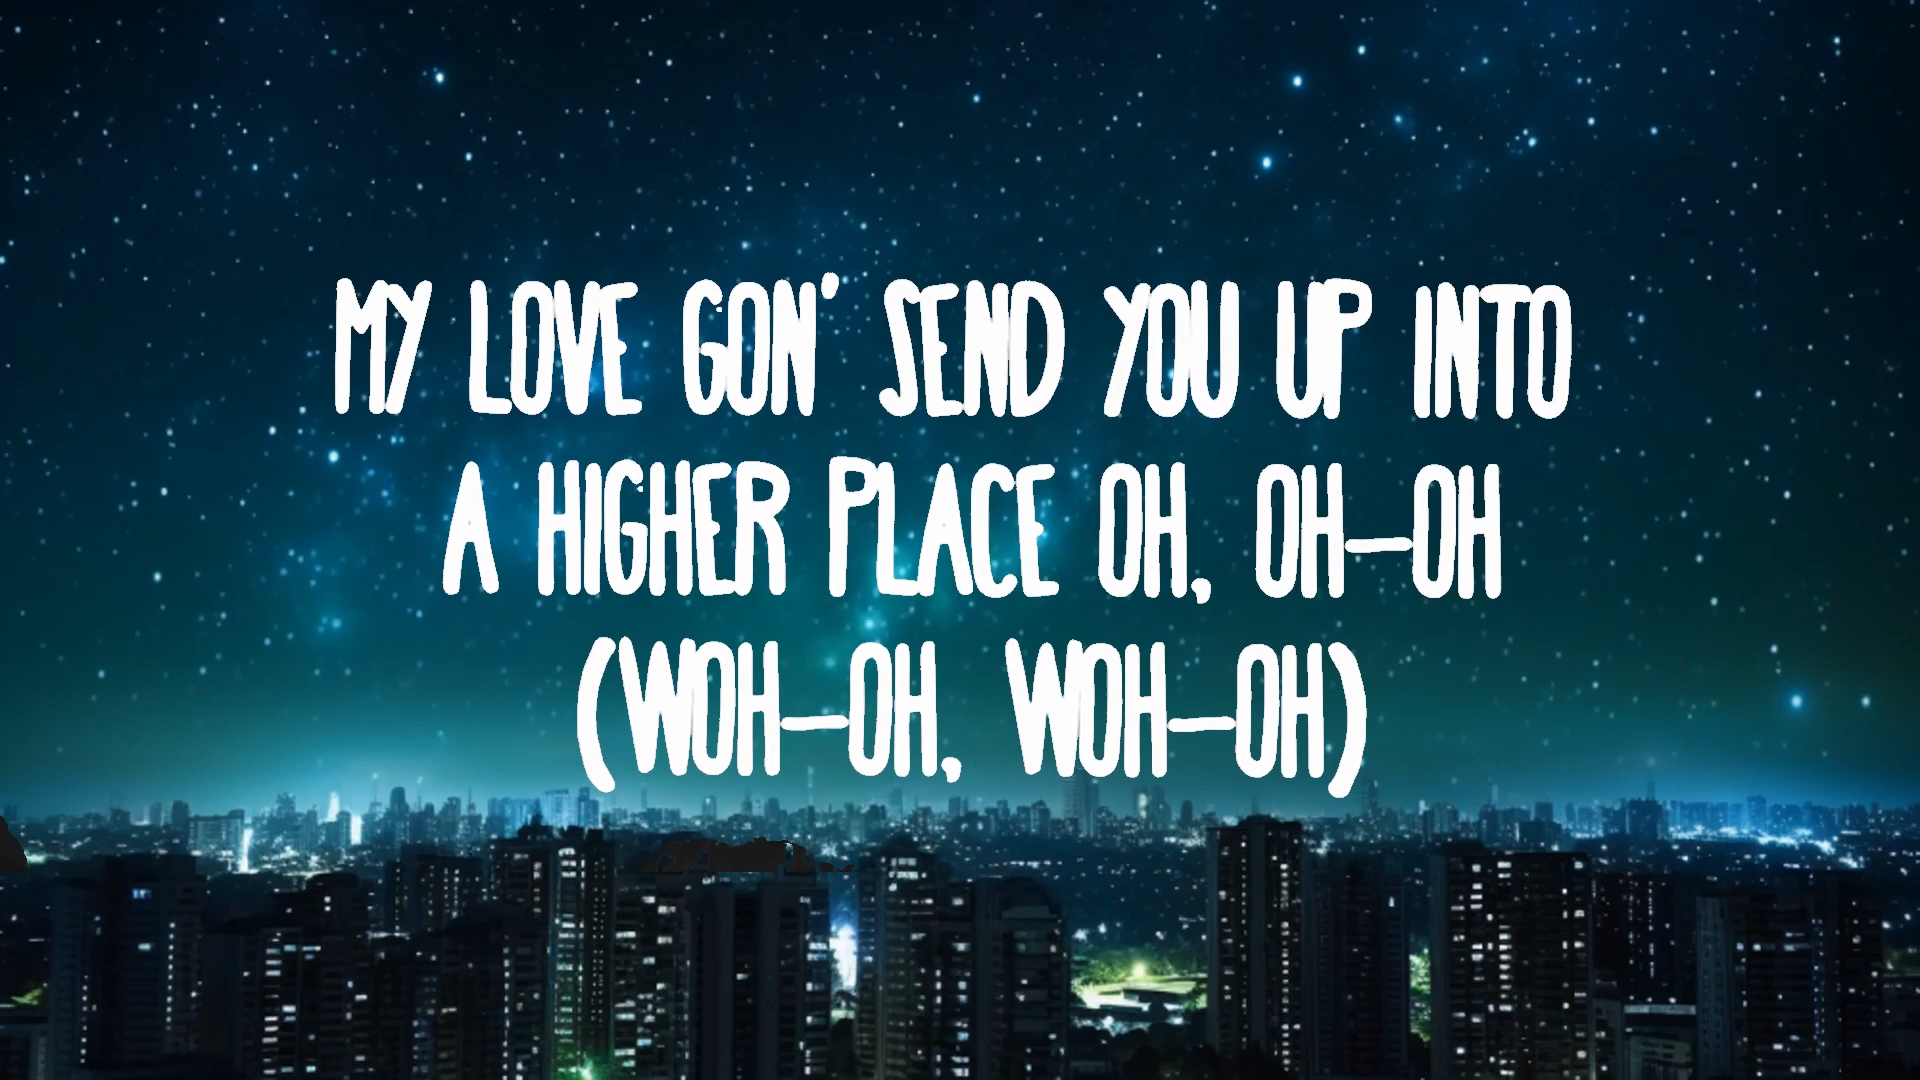 MY LOVE GON' SEND YOU UP INTO
A HIGHER PLACE OH, OH-OH
(WOH-OH, WOH-OH)